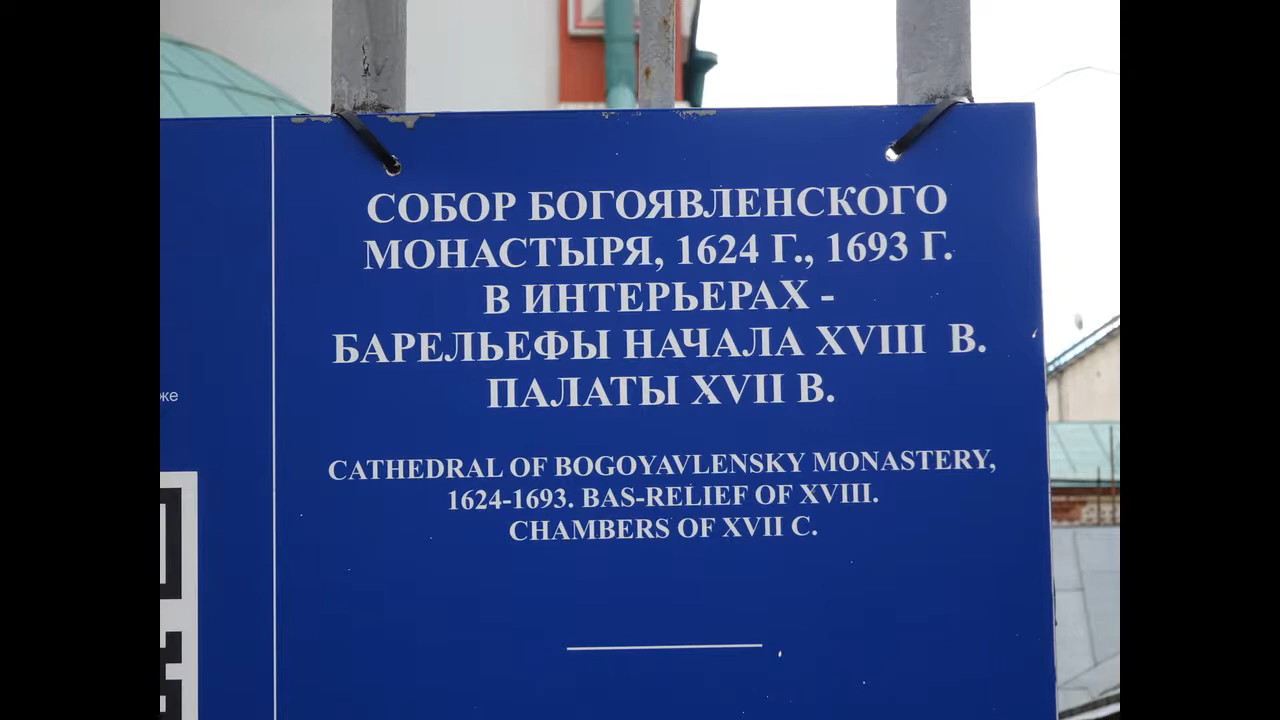 СОБОР БОГОЯВЛЕНСКОГО
МОНАСТЫРЯ, 1624 Г., 1693 Г.
В ИНТЕРЬЕРАХ -
БАРЕЛЬЕФЫ НАЧАЛА XVIII В.
ПАЛАТЫ XVII В.
CATHEDRAL OF BOGOYAVLENSKY MONASTERY,
1624-1693. BAS-RELIEF OF XVIII.
CHAMBERS OF XVII C.